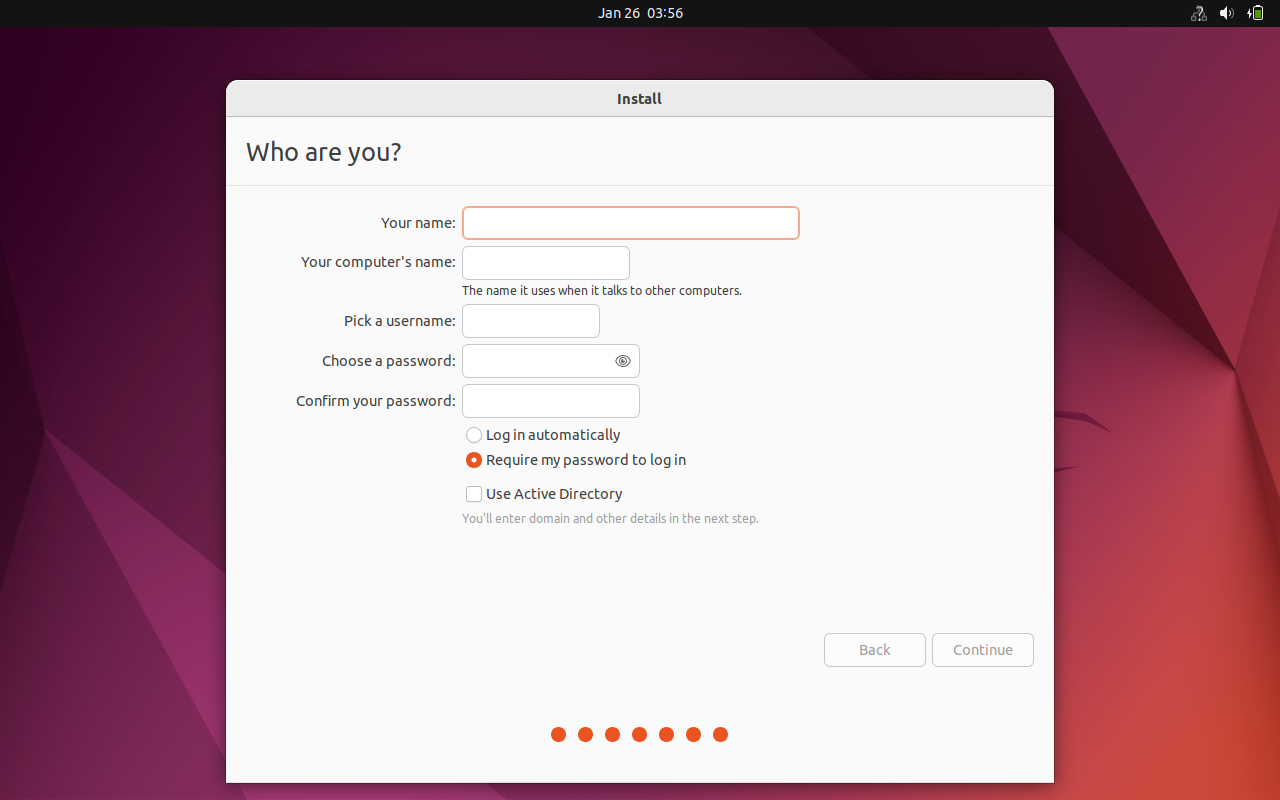 Jan 26 03:56
Install
Who are you?
Your name:
Your computer's name:
The name it uses when it talks to other computers.
Pick a username:
Choose a password:
Confirm your password:
Log in automatically
Require my password to log in
Use Active Directory
You'll enter domain and other details in the next step.
Back Continue